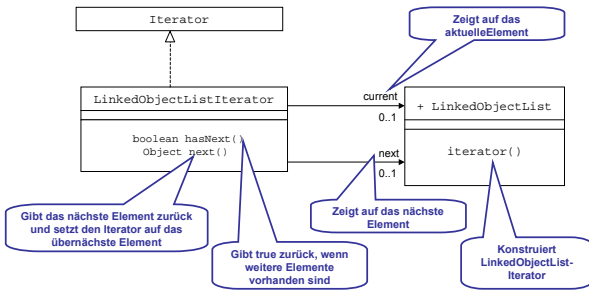 Iterator
Zeigt auf das
aktuelleElement
LinkedObjectListIterator
current
0..1
+ LinkedObjectList
boolean hasNext()
Object next()
next
0..1
iterator()
Gibt das nächste Element zurück
und setzt den Iterator auf das
übernächste Element
Gibt true zurück, wenn
weitere Elemente
vorhanden sind
Zeigt auf das nächste
Element
Konstruiert
LinkedObjectList-
Iterator